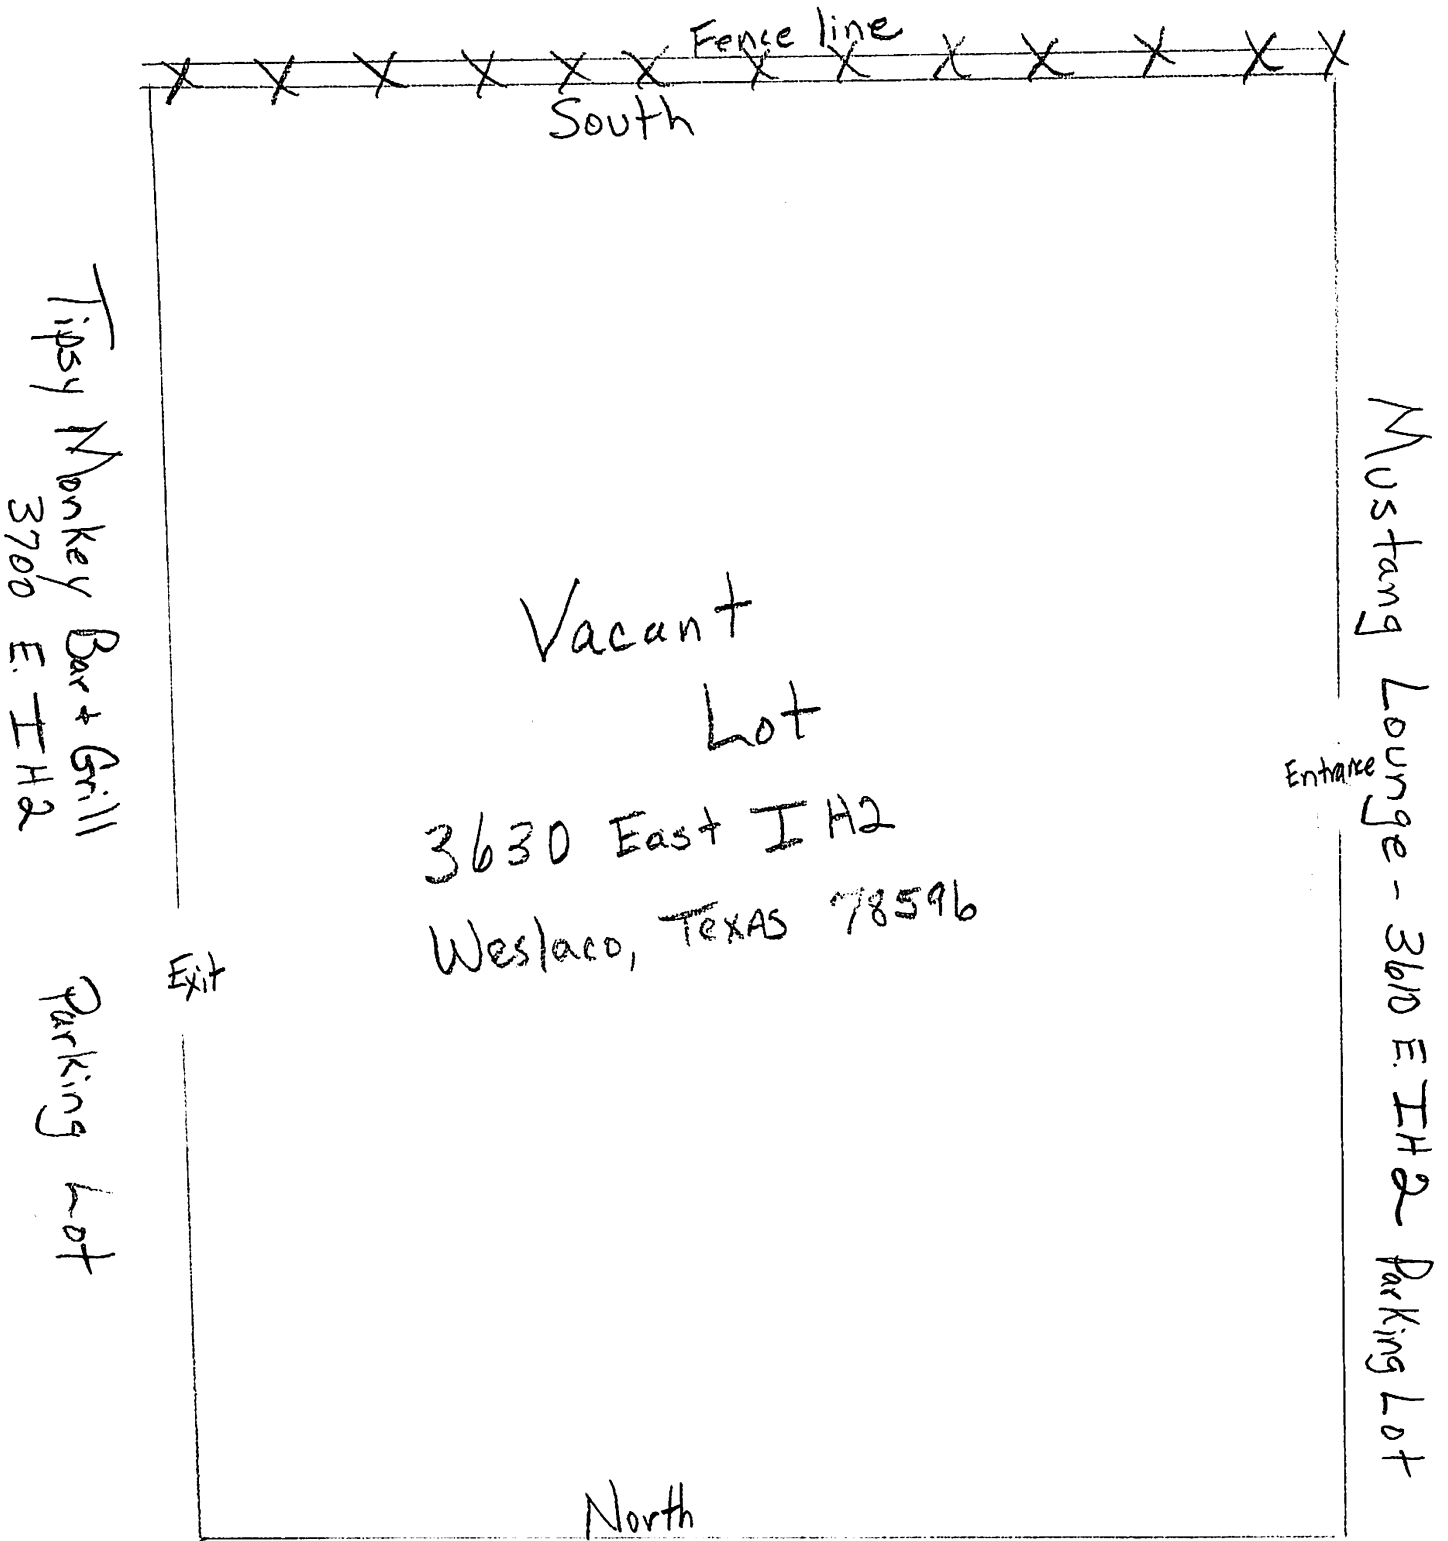 Fence line
South
Tipsy Monkey Bar + Grill
3700 E. IH2
Parking Lot
Vacant
Lot
3630 East IH2
Weslaco, Texas 78596
Entrance
Exit
Mustang Lounge - 3610 E. IH2 Parking Lot
North